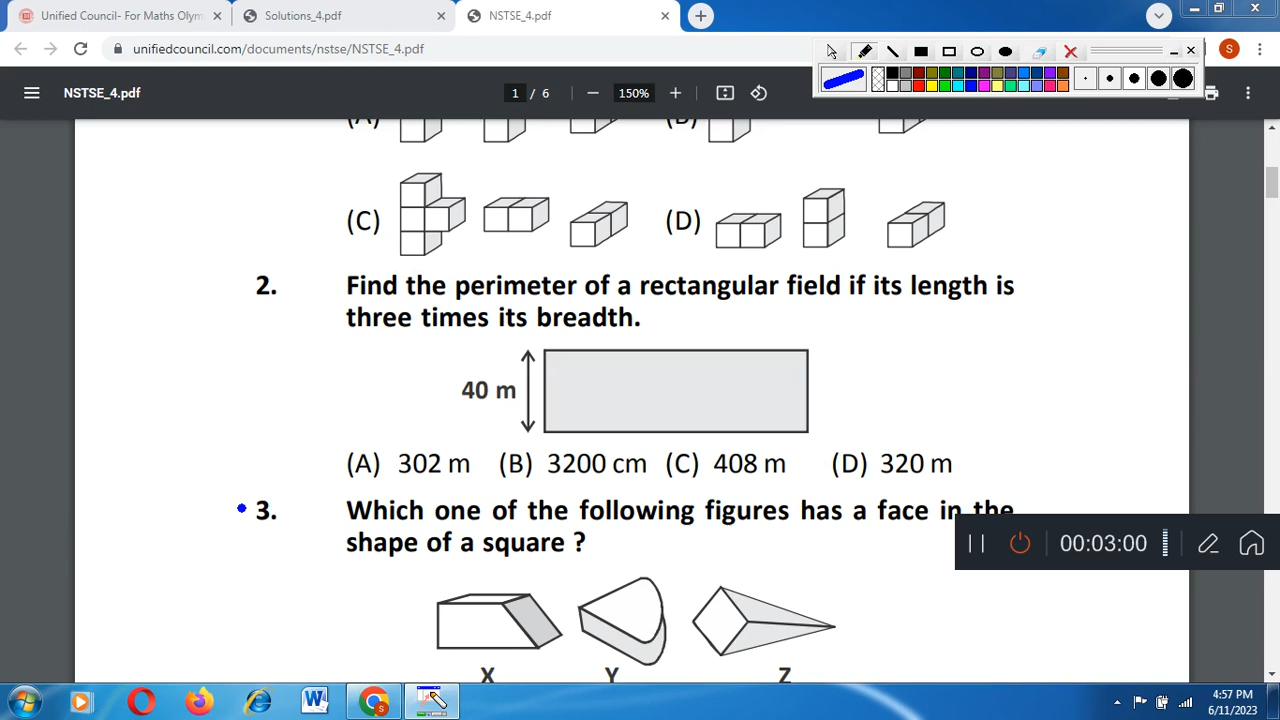 Unified Council- For Maths Olym
Solutions_4.pdf
NSTSE_4.pdf
unifiedcouncil.com/documents/nstse/NSTSE_4.pdf
S
NSTSE_4.pdf
1 / 6
150%
(A)
(C)
(D)
2. Find the perimeter of a rectangular field if its length is
three times its breadth.
40 m
(A) 302 m (B) 3200 cm (C) 408 m (D) 320 m
3. Which one of the following figures has a face in the
shape of a square ?
00:03:00
X Y Z
4:57 PM
6/11/2023